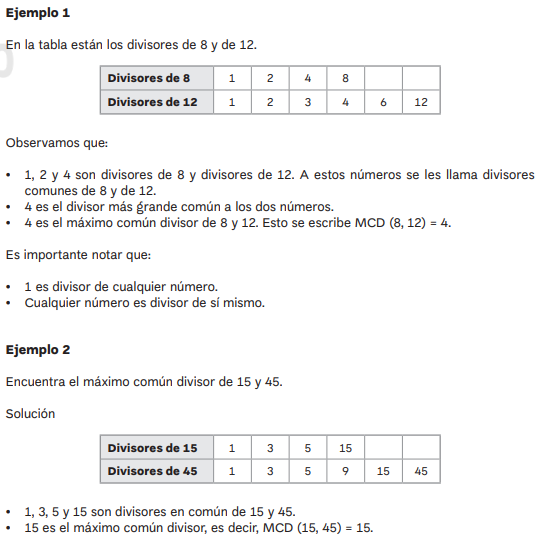 Ejemplo 1
En la tabla están los divisores de 8 y de 12.
Divisores de 8 1 2 4 8
Divisores de 12 1 2 3 4 6 12
Observamos que:
• 1, 2 y 4 son divisores de 8 y divisores de 12. A estos números se les llama divisores
comunes de 8 y de 12.
• 4 es el divisor más grande común a los dos números.
• 4 es el máximo común divisor de 8 y 12. Esto se escribe MCD (8, 12) = 4.
Es importante notar que:
• 1 es divisor de cualquier número.
• Cualquier número es divisor de sí mismo.
Ejemplo 2
Encuentra el máximo común divisor de 15 y 45.
Solución
Divisores de 15 1 3 5 15
Divisores de 45 1 3 5 9 15 45
• 1, 3, 5 y 15 son divisores en común de 15 y 45.
• 15 es el máximo común divisor, es decir, MCD (15, 45) = 15.